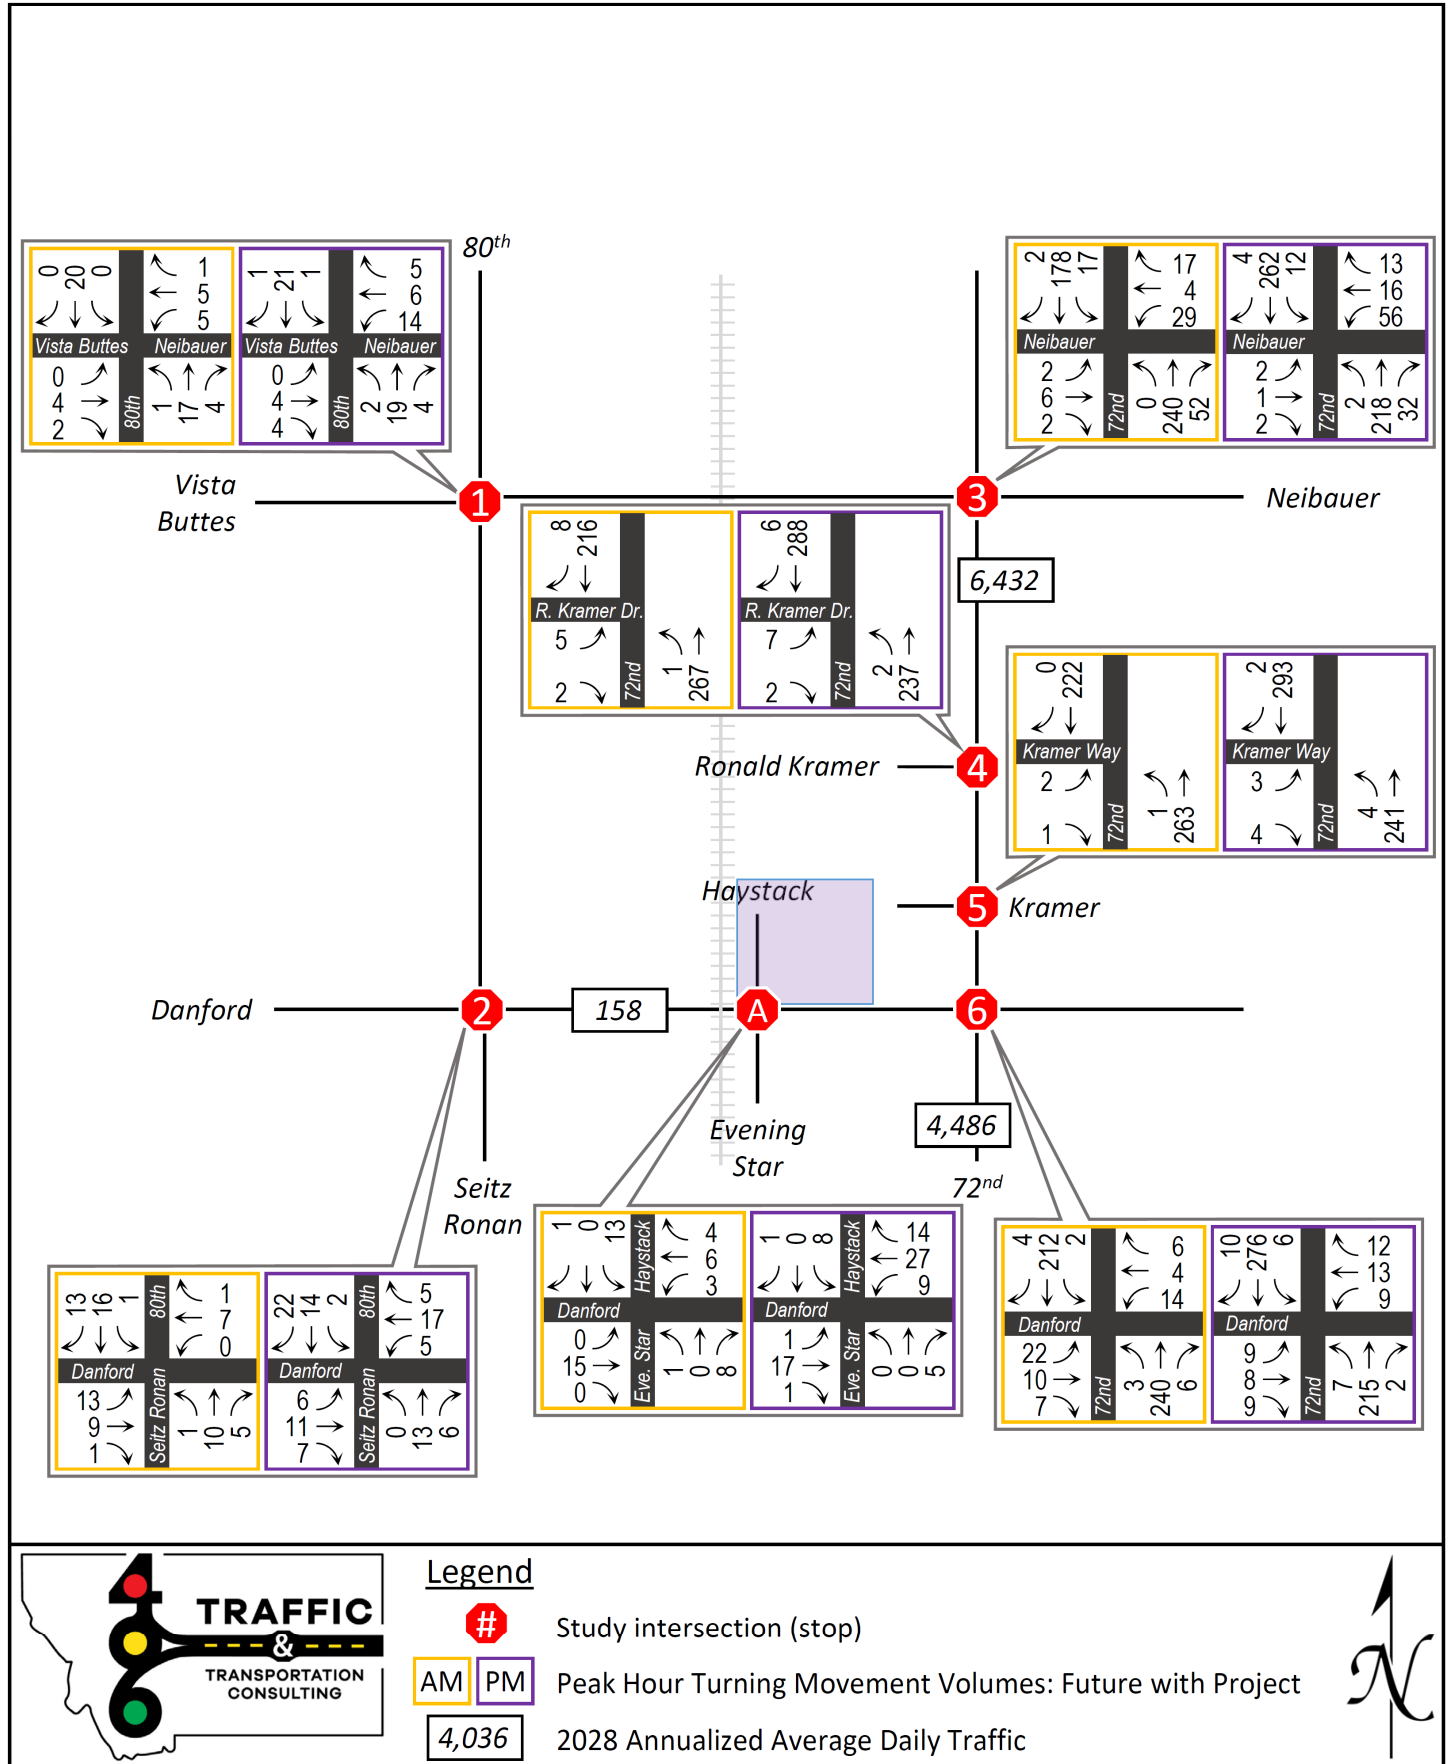 80th
0 20 0
1
5
5
Vista Buttes Neibauer
0
4
2
80th
1 17 4
1 21 1
5
6
14
Vista Buttes Neibauer
0
4
4
80th
2 19 4
2 178 17
17
4
29
Neibauer
2
6
2
72nd
0 240 52
4 262 12
13
16
56
Neibauer
2
1
2
72nd
2 218 32
Vista
Buttes
1
3
Neibauer
8 216
R. Kramer Dr.
5
2
72nd
1 267
6 288
R. Kramer Dr.
7
2
72nd
2 237
6,432
0 222
Kramer Way
2
1
72nd
1 263
2 293
Kramer Way
3
4
72nd
4 241
Ronald Kramer
4
Haystack
5
Kramer
Danford
2
158
A
6
4,486
Evening
Star
Seitz
Ronan
72nd
13 16 1
80th
1
7
0
Danford
13
9
1
Seitz Ronan
1 10 5
22 14 2
80th
5
17
5
Danford
6
11
7
Seitz Ronan
0 13 6
1 0 13
Haystack
4
6
3
Danford
0
15
0
Eve. Star
1 0 8
1 0 8
Haystack
14
27
9
Danford
1
17
1
Eve. Star
0 0 5
4 212 2
6
4
14
Danford
22
10
7
72nd
3 240 6
10 276 6
12
13
9
Danford
9
8
9
72nd
7 215 2
406
TRAFFIC
&
TRANSPORTATION
CONSULTING
Legend
# Study intersection (stop)
AM PM Peak Hour Turning Movement Volumes: Future with Project
4,036 2028 Annualized Average Daily Traffic
N